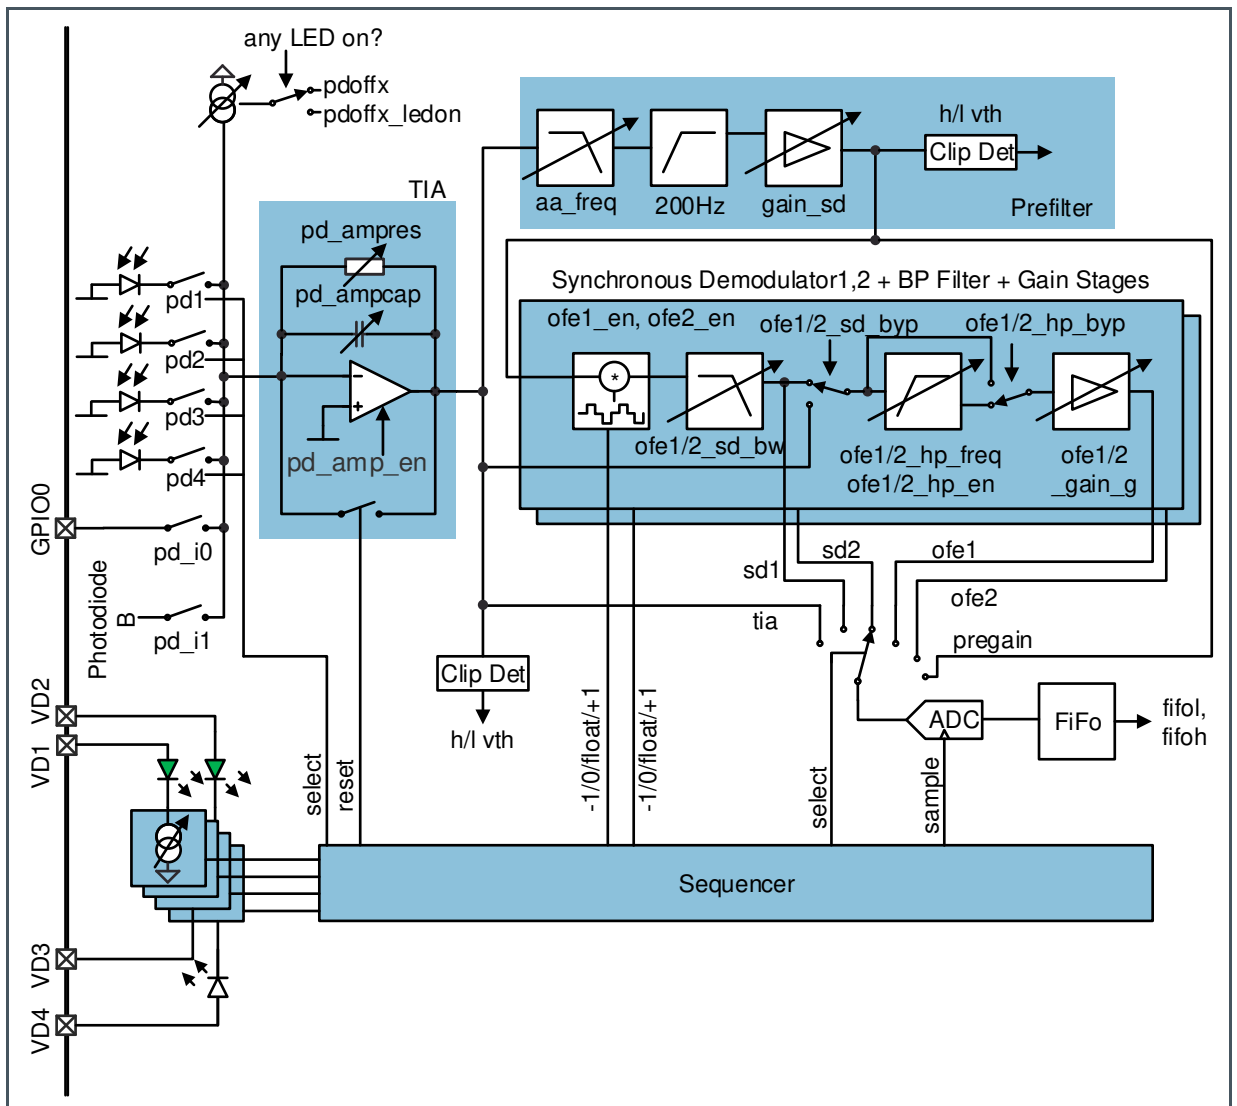 any LED on?
pdoffx
pdoffx_ledon
h/l vth
Clip Det
aa_freq
200Hz
gain_sd
Prefilter
TIA
pd_ampres
pd_ampcap
pd_amp_en
pd1
pd2
pd3
pd4
GPIO0
pd_i0
Photodiode
B
pd_i1
Synchronous Demodulator1,2 + BP Filter + Gain Stages
ofe1_en, ofe2_en
ofe1/2_sd_byp
ofe1/2_hp_byp
*
ofe1/2_sd_bw
ofe1/2_hp_freq
ofe1/2_hp_en
ofe1/2
_gain_g
sd1
sd2
ofe1
ofe2
tia
pregain
Clip Det
h/l vth
ADC
FiFo
fifol,
fifoh
VD2
VD1
select
reset
-1/0/float/+1
-1/0/float/+1
select
sample
Sequencer
VD3
VD4